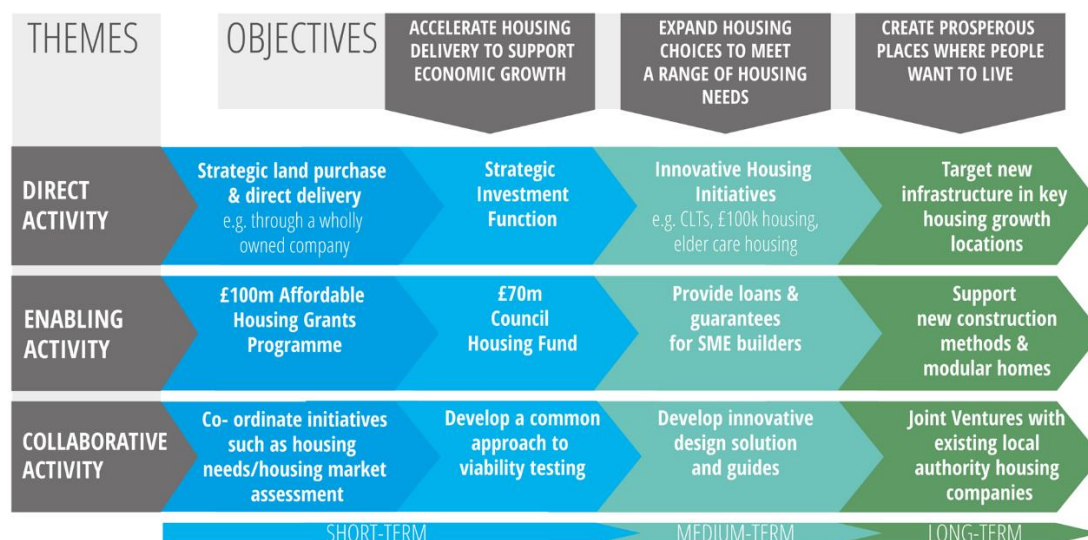 THEMES
OBJECTIVES
ACCELERATE HOUSING
DELIVERY TO SUPPORT
ECONOMIC GROWTH
EXPAND HOUSING
CHOICES TO MEET
A RANGE OF HOUSING
NEEDS
CREATE PROSPEROUS
PLACES WHERE PEOPLE
WANT TO LIVE
DIRECT
ACTIVITY
Strategic land purchase
& direct delivery
e.g. through a wholly
owned company
Strategic
Investment
Function
Innovative Housing
Initiatives
e.g. CLTs, £100k housing,
elder care housing
Target new
infrastructure in key
housing growth
locations
ENABLING
ACTIVITY
£100m Affordable
Housing Grants
Programme
£70m
Council
Housing Fund
Provide loans &
guarantees
for SME builders
Support
new construction
methods &
modular homes
COLLABORATIVE
ACTIVITY
Co- ordinate initiatives
such as housing
needs/housing market
assessment
Develop a common
approach to
viability testing
Develop innovative
design solution
and guides
Joint Ventures with
existing local
authority housing
companies
SHORT-TERM
MEDIUM-TERM
LONG-TERM